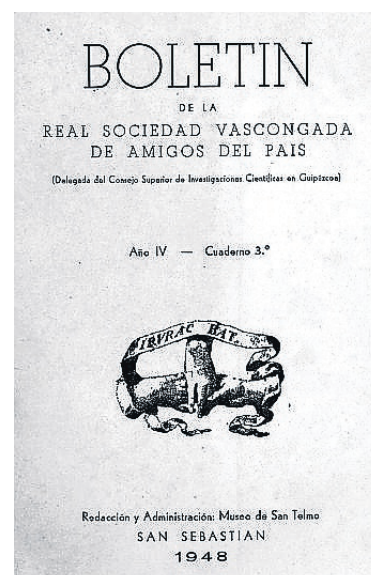 BOLETIN
DE LA
REAL SOCIEDAD VASCONGADA
DE AMIGOS DEL PAIS
(Delegada del Consejo Superior de Investigaciones Científicas en Guipúzcoa)
Año IV — Cuaderno 3.º
IRVRAC BAT.
Redacción y Administración: Museo de San Telmo
SAN SEBASTIAN
1948